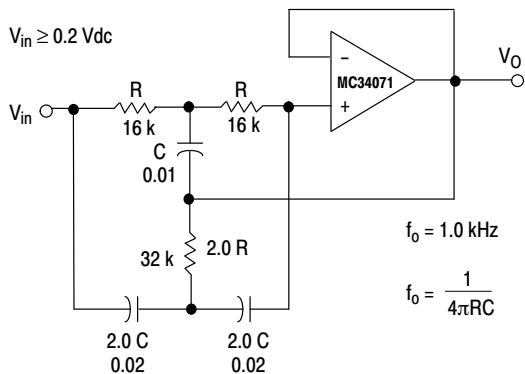 V_in ≥ 0.2 Vdc
V_in
R
16 k
R
16 k
−
+
MC34071
V_O
C
0.01
32 k
2.0 R
2.0 C
0.02
2.0 C
0.02
f_o = 1.0 kHz
f_o = 1 / 4πRC